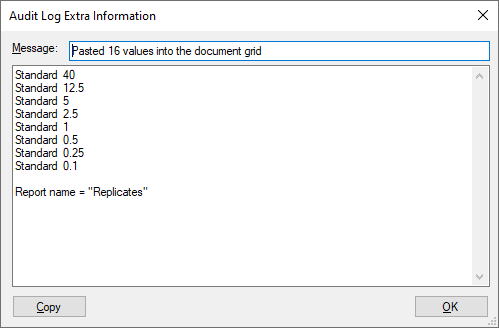 Audit Log Extra Information
Message: Pasted 16 values into the document grid
Standard 40
Standard 12.5
Standard 5
Standard 2.5
Standard 1
Standard 0.5
Standard 0.25
Standard 0.1
Report name = "Replicates"
Copy OK